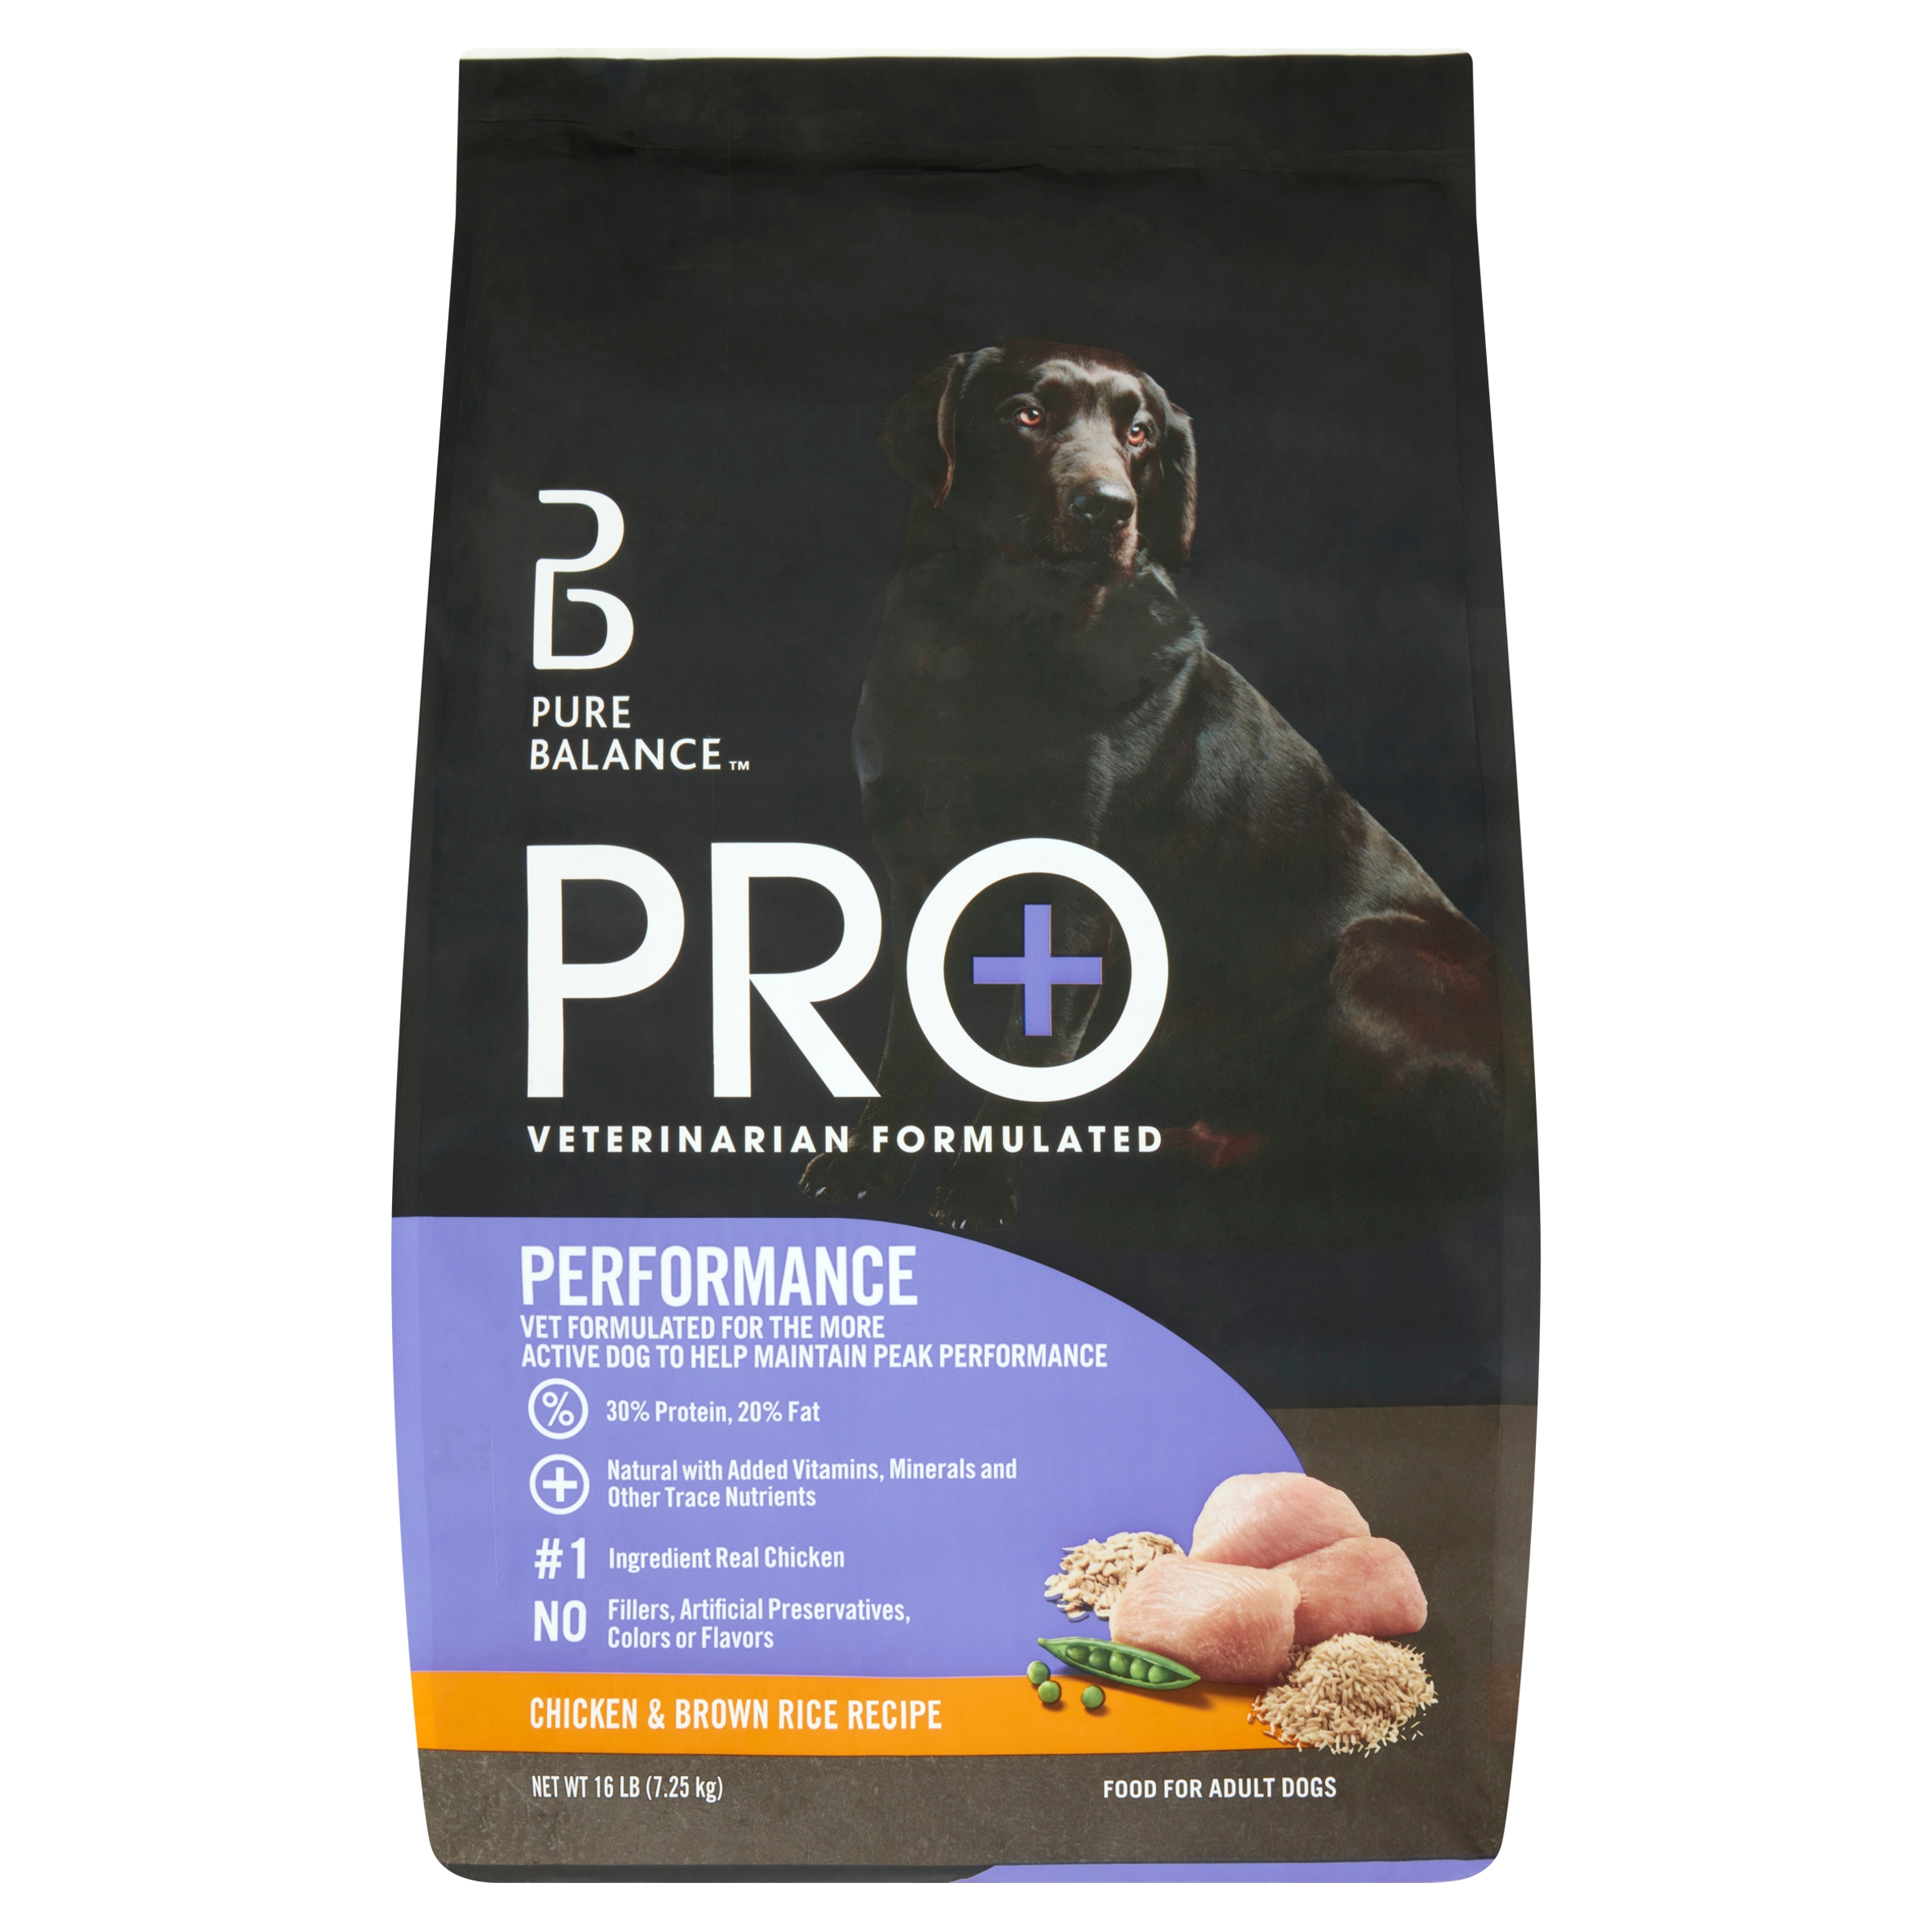 B
PURE
BALANCE™
PRO
+
VETERINARIAN FORMULATED
PERFORMANCE
VET FORMULATED FOR THE MORE
ACTIVE DOG TO HELP MAINTAIN PEAK PERFORMANCE
% 30% Protein, 20% Fat
+ Natural with Added Vitamins, Minerals and
Other Trace Nutrients
#1 Ingredient Real Chicken
NO Fillers, Artificial Preservatives,
Colors or Flavors
CHICKEN & BROWN RICE RECIPE
NET WT 16 LB (7.25 kg)
FOOD FOR ADULT DOGS